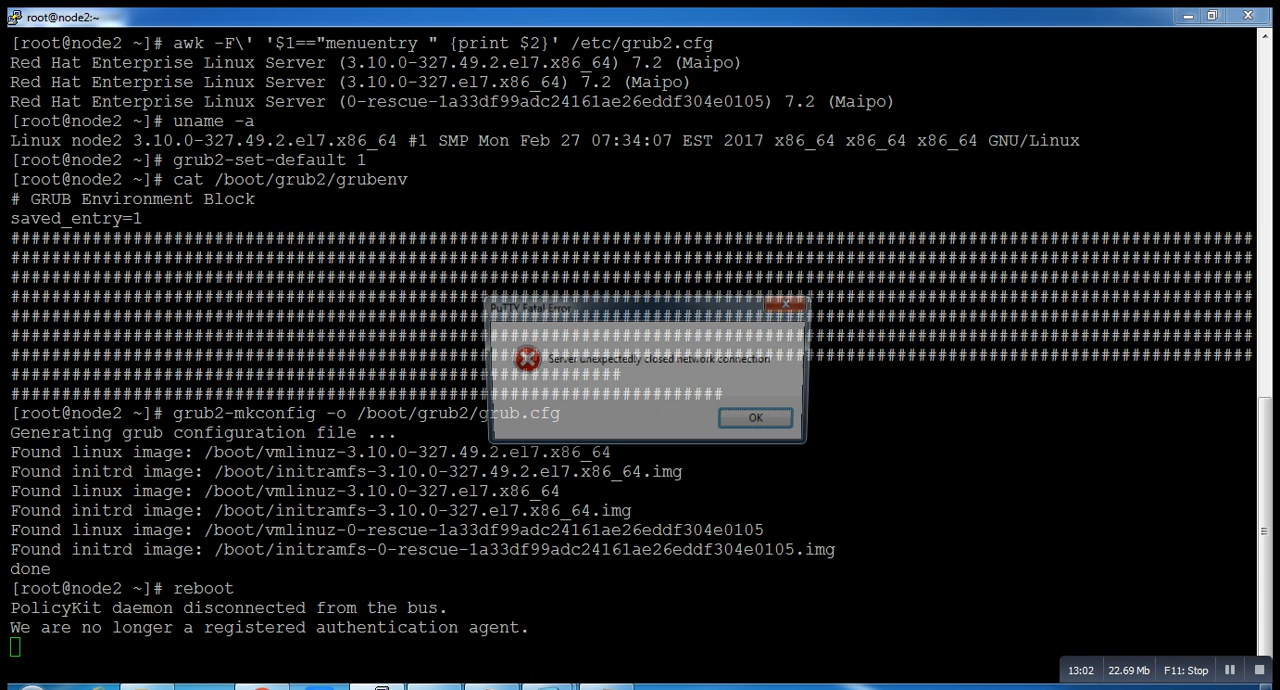 root@node2:~
[root@node2 ~]# awk -F\' '$1=="menuentry " {print $2}' /etc/grub2.cfg
Red Hat Enterprise Linux Server (3.10.0-327.49.2.el7.x86_64) 7.2 (Maipo)
Red Hat Enterprise Linux Server (3.10.0-327.el7.x86_64) 7.2 (Maipo)
Red Hat Enterprise Linux Server (0-rescue-1a33df99adc24161ae26eddf304e0105) 7.2 (Maipo)
[root@node2 ~]# uname -a
Linux node2 3.10.0-327.49.2.el7.x86_64 #1 SMP Mon Feb 27 07:34:07 EST 2017 x86_64 x86_64 x86_64 GNU/Linux
[root@node2 ~]# grub2-set-default 1
[root@node2 ~]# cat /boot/grub2/grubenv
# GRUB Environment Block
saved_entry=1
PuTTY Fatal Error
Server unexpectedly closed network connection
OK
[root@node2 ~]# grub2-mkconfig -o /boot/grub2/grub.cfg
Generating grub configuration file ...
Found linux image: /boot/vmlinuz-3.10.0-327.49.2.el7.x86_64
Found initrd image: /boot/initramfs-3.10.0-327.49.2.el7.x86_64.img
Found linux image: /boot/vmlinuz-3.10.0-327.el7.x86_64
Found initrd image: /boot/initramfs-3.10.0-327.el7.x86_64.img
Found linux image: /boot/vmlinuz-0-rescue-1a33df99adc24161ae26eddf304e0105
Found initrd image: /boot/initramfs-0-rescue-1a33df99adc24161ae26eddf304e0105.img
done
[root@node2 ~]# reboot
PolicyKit daemon disconnected from the bus.
We are no longer a registered authentication agent.
13:02 22.69 Mb F11: Stop